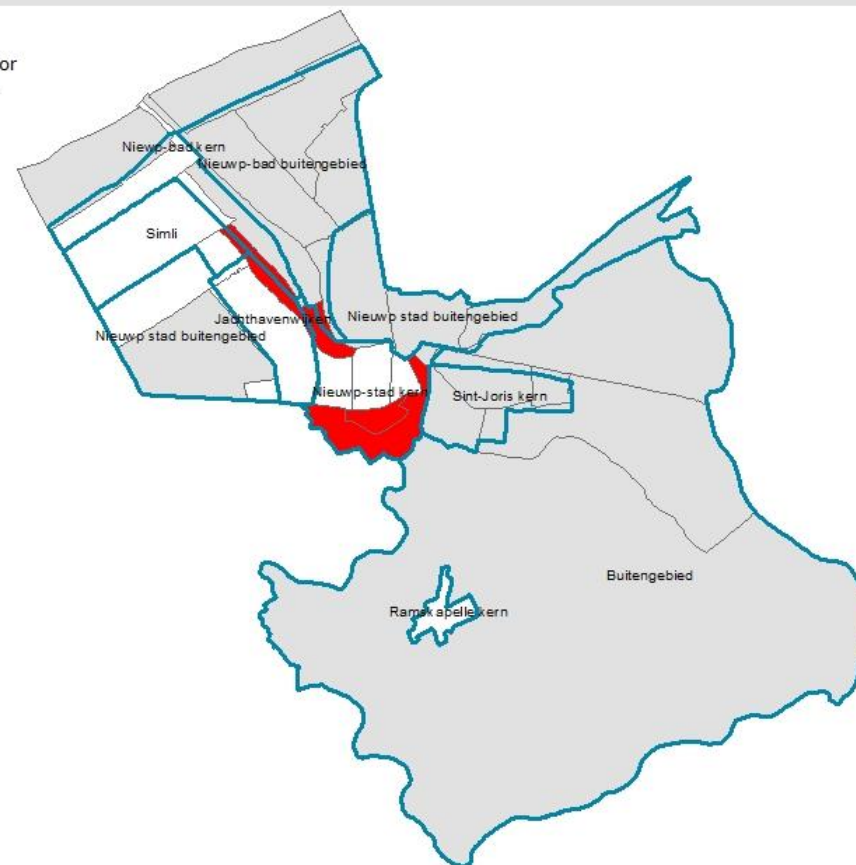 or
Niewp-bad kern
Nieuwp-bad buitengebied
Simli
Jachthavenwijken
Nieuwp stad buitengebied
Nieuwp stad buitengebied
Nieuwp-stad kern
Sint-Joris kern
Buitengebied
Ramskapelle kern